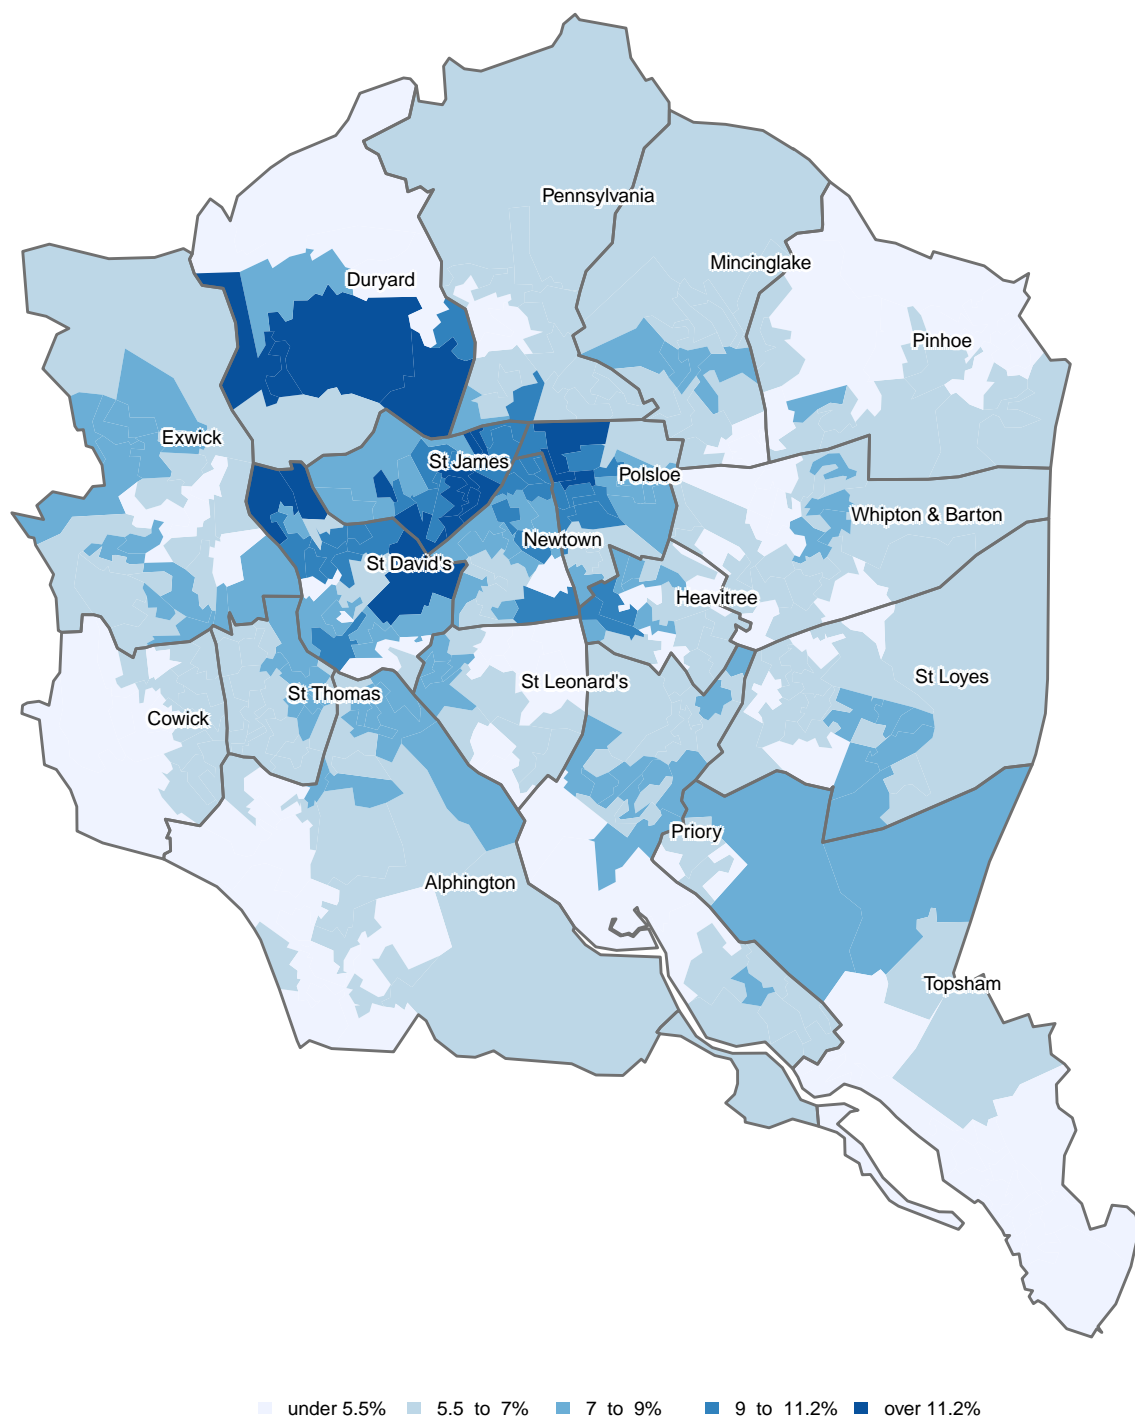 Pennsylvania
Mincinglake
Duryard
Pinhoe
Exwick
St James
Polsloe
Whipton & Barton
Newtown
St David's
Heavitree
St Loyes
St Leonard's
St Thomas
Cowick
Priory
Alphington
Topsham
under 5.5% 5.5 to 7% 7 to 9% 9 to 11.2% over 11.2%